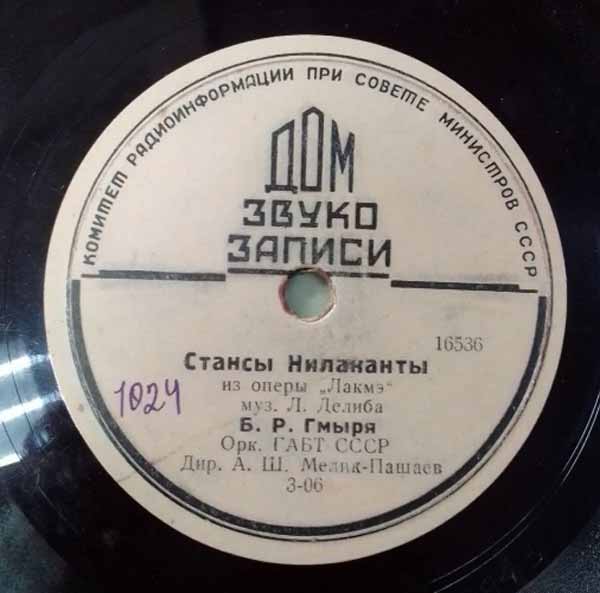 КОМИТЕТ РАДИОИНФОРМАЦИИ ПРИ СОВЕТЕ МИНИСТРОВ СССР
ДОМ
ЗВУКО
ЗАПИСИ
16536
Стансы Нилаканты
из оперы „Лакмэ“
муз. Л. Делиба
1024
Б. Р. Гмыря
Орк. ГАБТ СССР
Дир. А. Ш. Мелик-Пашаев
3-06